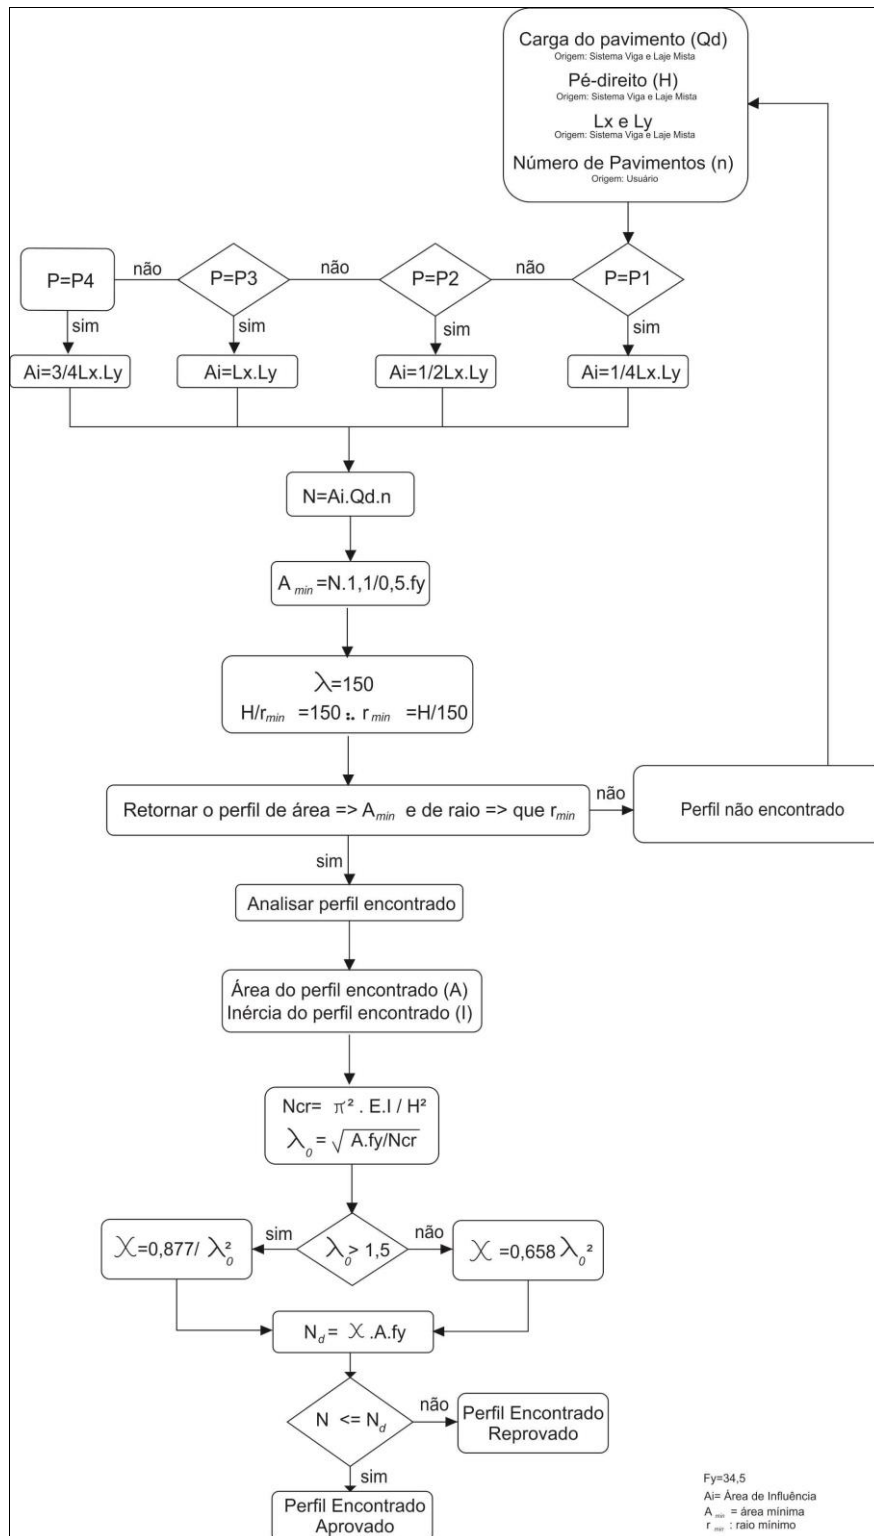 Carga do pavimento (Qd)
Origem: Sistema Viga e Laje Mista
Pé-direito (H)
Origem: Sistema Viga e Laje Mista
Lx e Ly
Origem: Sistema Viga e Laje Mista
Número de Pavimentos (n)
Origem: Usuário
P=P4
não
P=P3
não
P=P2
não
P=P1
sim
sim
sim
sim
Ai=3/4Lx.Ly
Ai=Lx.Ly
Ai=1/2Lx.Ly
Ai=1/4Lx.Ly
N=Ai.Qd.n
A min =N.1,1/0,5.fy
λ=150
H/rmin =150 :. rmin =H/150
Retornar o perfil de área => Amin e de raio => que rmin
não
Perfil não encontrado
sim
Analisar perfil encontrado
Área do perfil encontrado (A)
Inércia do perfil encontrado (I)
Ncr= π² . E.I / H²
λ0 = √A.fy/Ncr
χ=0,877/ λ0²
sim
λ0 > 1,5
não
χ =0,658 λ0²
Nd = χ .A.fy
N <= Nd
não
Perfil Encontrado
Reprovado
sim
Perfil Encontrado
Aprovado
Fy=34,5
Ai= Área de Influência
A min = área mínima
r min : raio mínimo